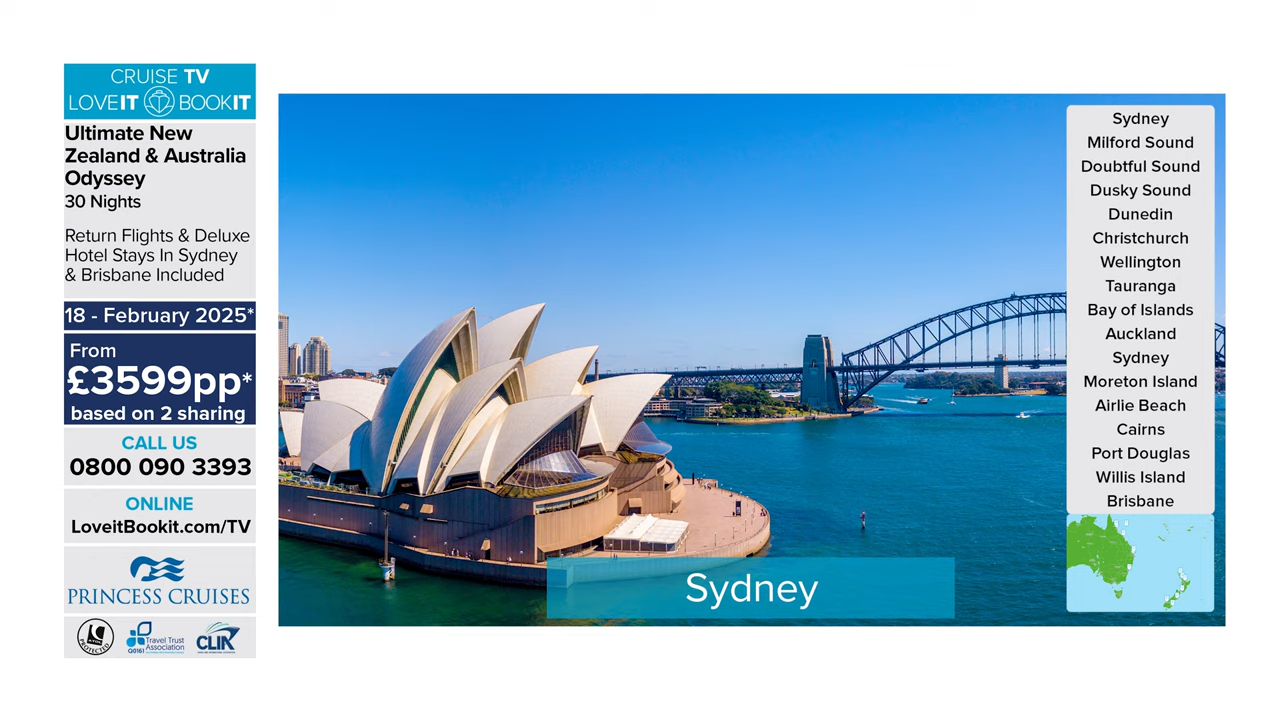 CRUISE TV
LOVEIT BOOKIT
Ultimate New
Zealand & Australia
Odyssey
30 Nights
Return Flights & Deluxe
Hotel Stays In Sydney
& Brisbane Included
18 - February 2025*
From
£3599pp*
based on 2 sharing
CALL US
0800 090 3393
ONLINE
LoveitBookit.com/TV
PRINCESS CRUISES
PROTECTED
Travel Trust
Association
Q0161
CLIA
Sydney
Milford Sound
Doubtful Sound
Dusky Sound
Dunedin
Christchurch
Wellington
Tauranga
Bay of Islands
Auckland
Sydney
Moreton Island
Airlie Beach
Cairns
Port Douglas
Willis Island
Brisbane
Sydney